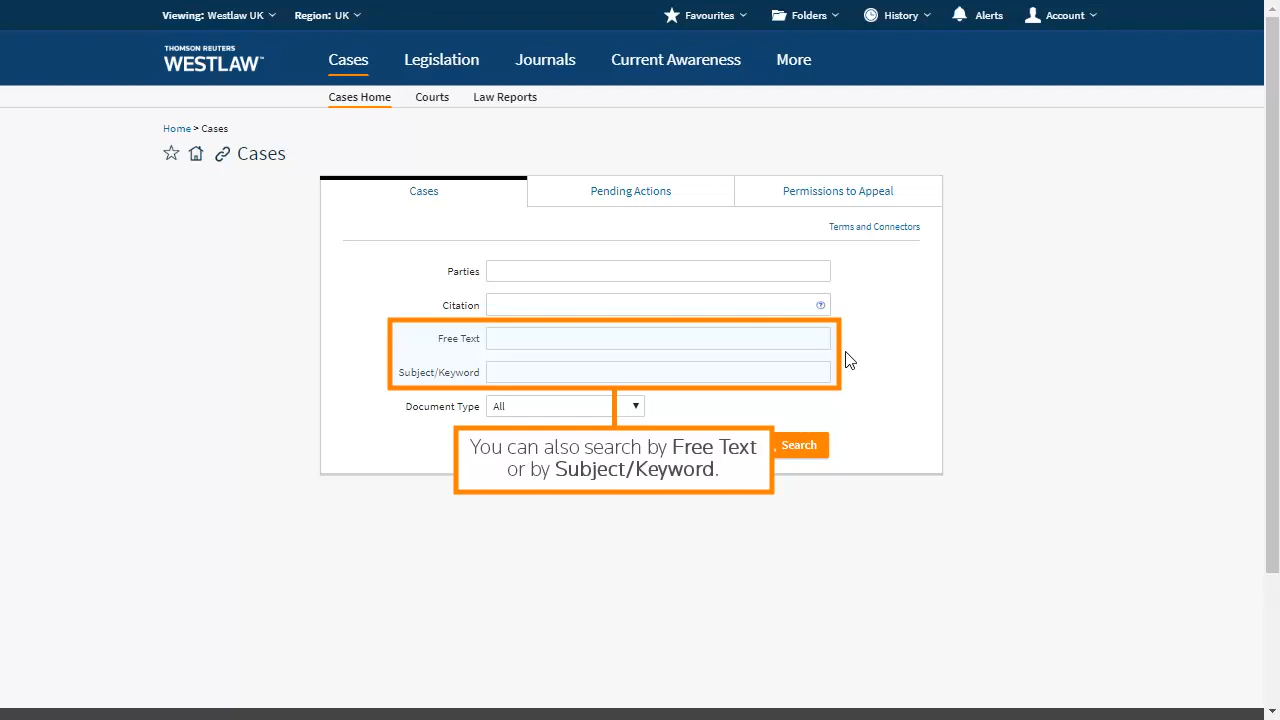 Viewing: Westlaw UK Region: UK Favourites Folders History Alerts Account
THOMSON REUTERS
WESTLAW™ Cases Legislation Journals Current Awareness More
Cases Home Courts Law Reports
Home > Cases
Cases
Cases Pending Actions Permissions to Appeal
Terms and Connectors
Parties
Citation ?
Free Text
Subject/Keyword
Document Type All
Search
You can also search by Free Text
or by Subject/Keyword.